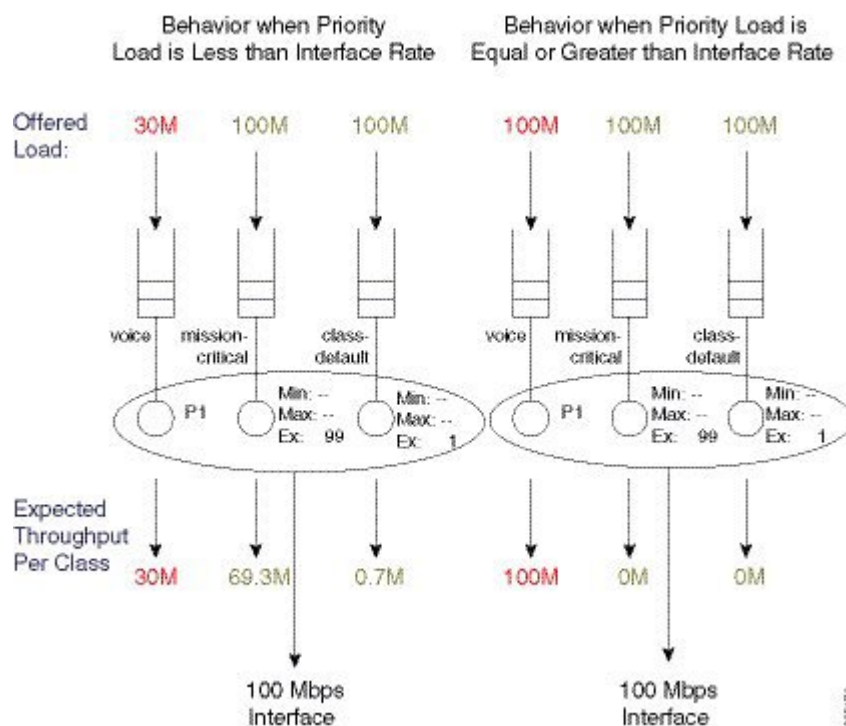 Behavior when Priority
Load is Less than Interface Rate
Behavior when Priority Load is
Equal or Greater than Interface Rate
Offered
Load:
30M 100M 100M 100M 100M 100M
voice mission-
critical class-
default voice mission-
critical class-
default
P1 Min: --
Max: --
Ex: 99 Min: --
Max: --
Ex: 1 P1 Min: --
Max: --
Ex: 99 Min: --
Max: --
Ex: 1
Expected
Throughput
Per Class
30M 69.3M 0.7M 100M 0M 0M
100 Mbps
Interface
100 Mbps
Interface